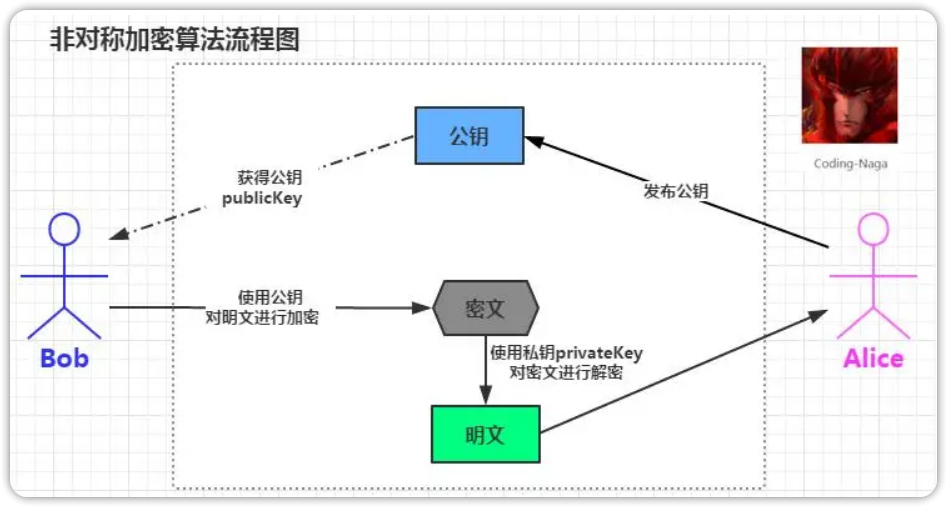 非对称加密算法流程图
公钥
Coding-Naga
获得公钥
publicKey
发布公钥
使用公钥
对明文进行加密
密文
使用私钥privateKey
对密文进行解密
Bob
Alice
明文